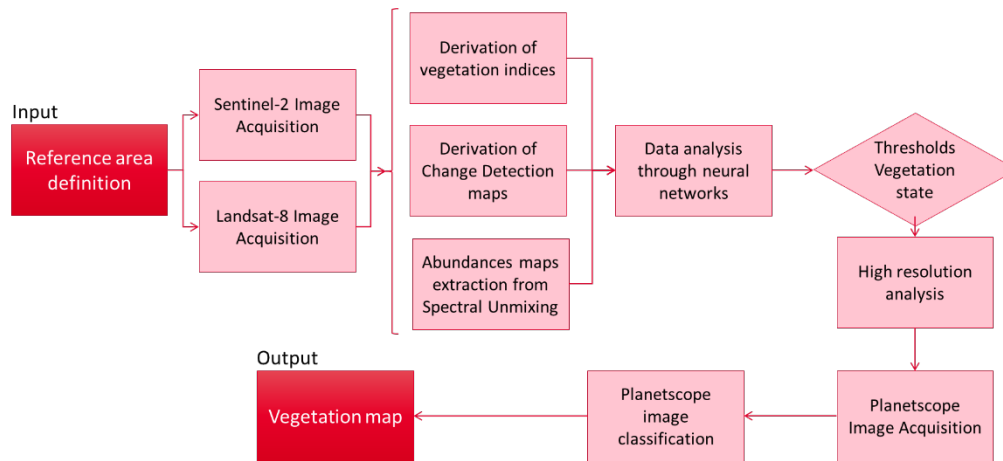 Input
Reference area
definition
Sentinel-2 Image
Acquisition
Landsat-8 Image
Acquisition
Derivation of
vegetation indices
Derivation of
Change Detection
maps
Abundances maps
extraction from
Spectral Unmixing
Data analysis
through neural
networks
Thresholds
Vegetation
state
High resolution
analysis
Planetscope
Image Acquisition
Planetscope
image
classification
Output
Vegetation map